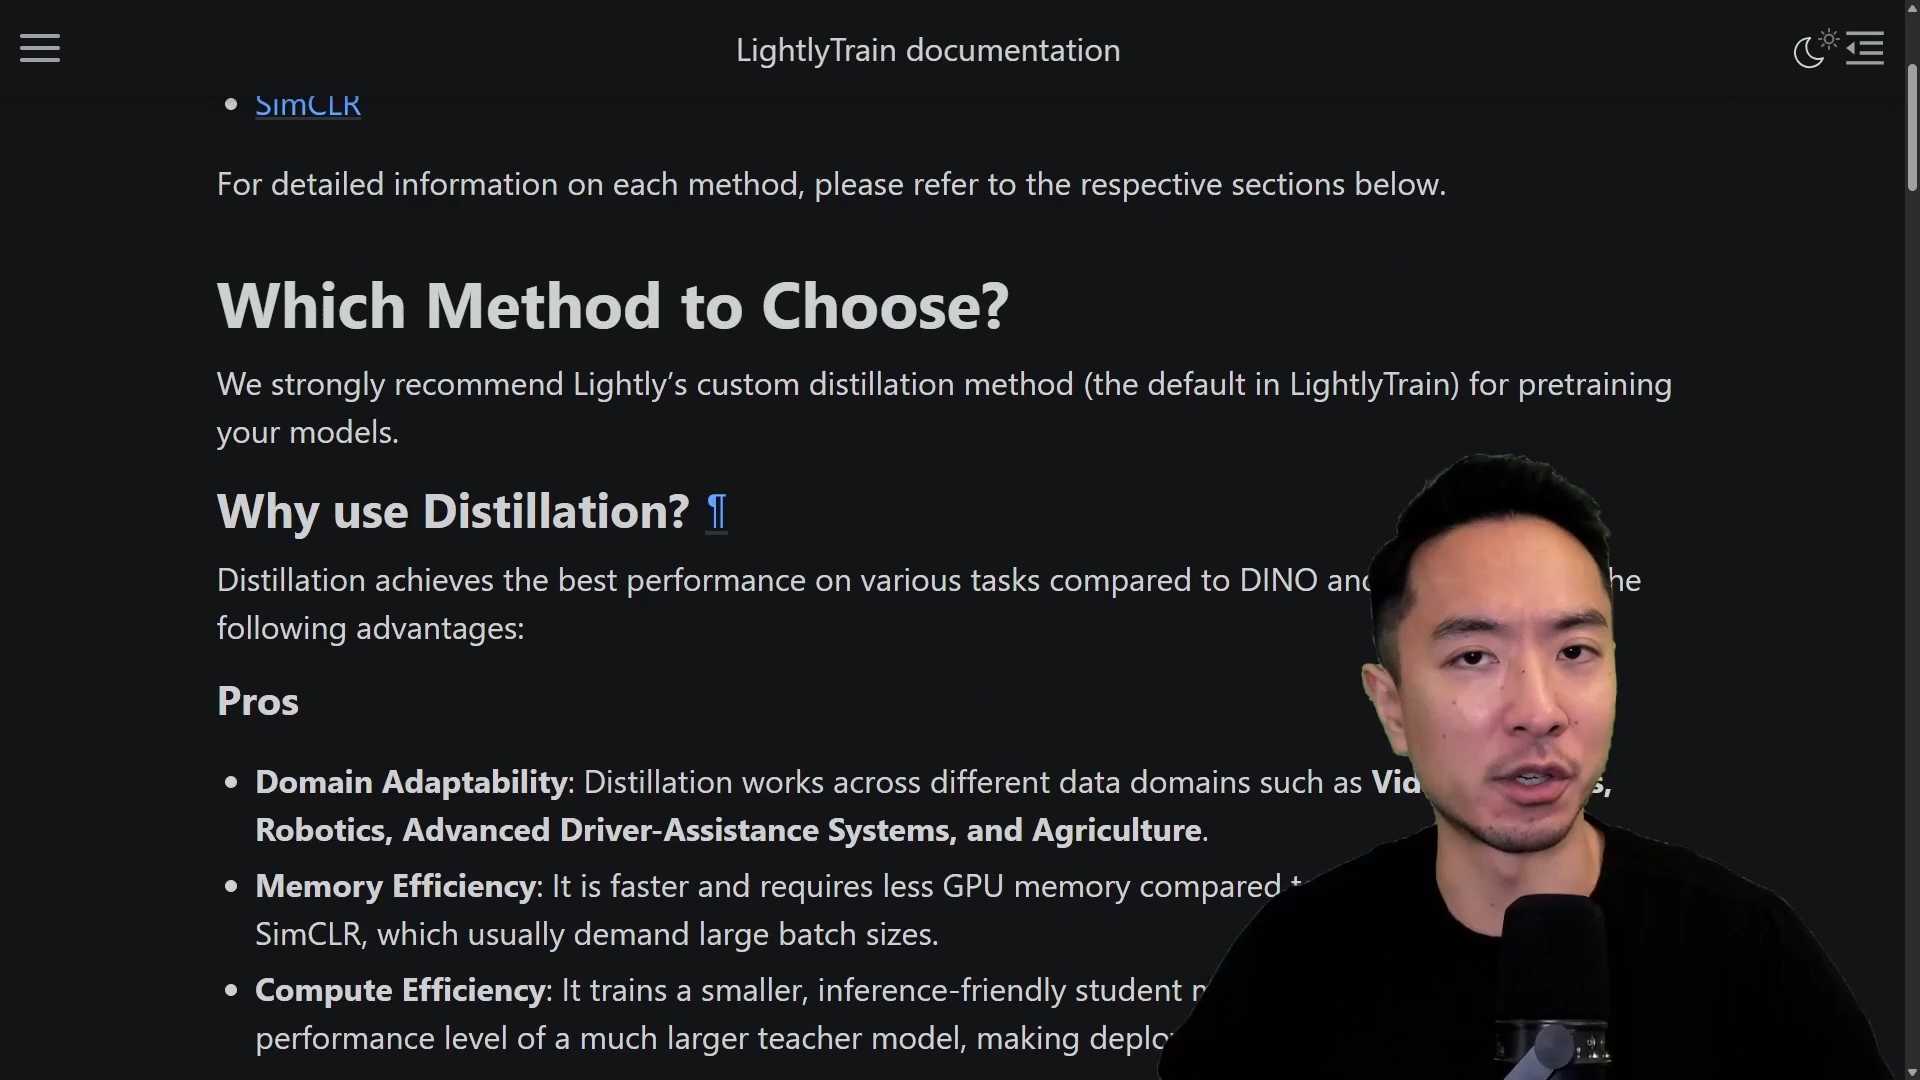 LightlyTrain documentation
SimCLR
For detailed information on each method, please refer to the respective sections below.
Which Method to Choose?
We strongly recommend Lightly’s custom distillation method (the default in LightlyTrain) for pretraining
your models.
Why use Distillation? ¶
Distillation achieves the best performance on various tasks compared to DINO and
following advantages:
Pros
Domain Adaptability: Distillation works across different data domains such as
Robotics, Advanced Driver-Assistance Systems, and Agriculture.
Memory Efficiency: It is faster and requires less GPU memory compared
SimCLR, which usually demand large batch sizes.
Compute Efficiency: It trains a smaller, inference-friendly student
performance level of a much larger teacher model, making